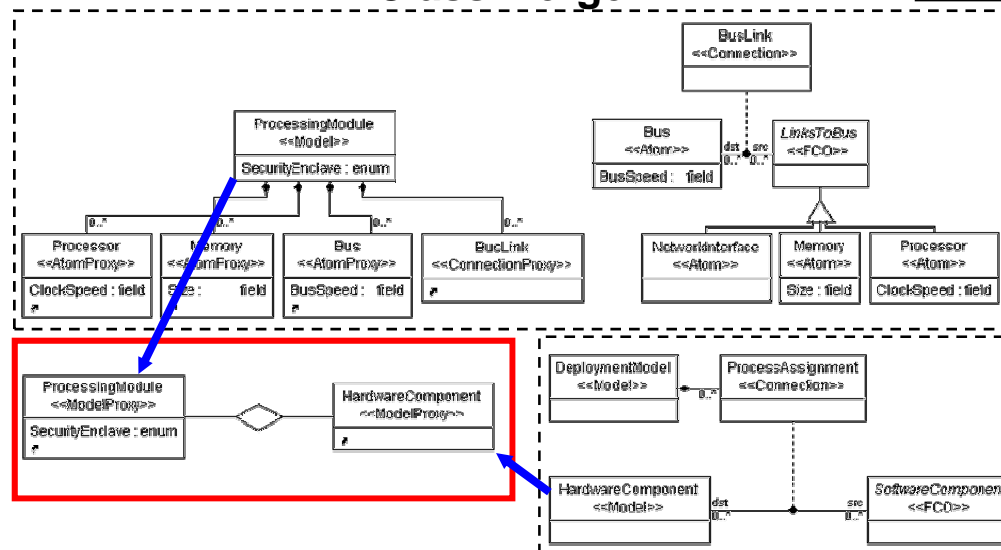 BusLink
<<Connection>>
ProcessingModule
<<Model>>
SecurityEnclave : enum
Bus
<<Atom>>
BusSpeed : field
dst
0..*
src
0..*
LinksToBus
<<FCO>>
0..*
0..*
0..*
Processor
<<AtomProxy>>
ClockSpeed : field
Memory
<<AtomProxy>>
Size : field
Bus
<<AtomProxy>>
BusSpeed : field
BusLink
<<ConnectionProxy>>
NetworkInterface
<<Atom>>
Memory
<<Atom>>
Size : field
Processor
<<Atom>>
ClockSpeed : field
ProcessingModule
<<ModelProxy>>
SecurityEnclave : enum
HardwareComponent
<<ModelProxy>>
DeploymentModel
<<Model>>
0..*
ProcessAssignment
<<Connection>>
HardwareComponent
<<Model>>
dst
0..*
src
0..*
SoftwareComponent
<<FCO>>